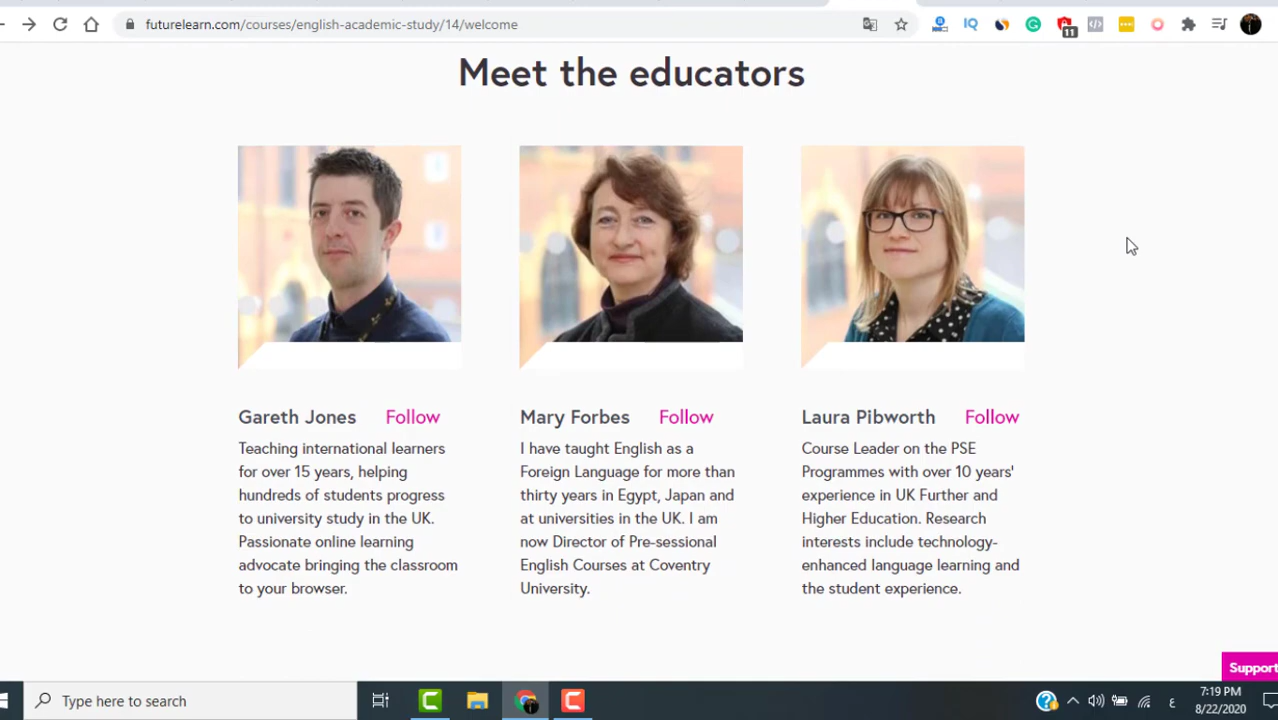 futurelearn.com/courses/english-academic-study/14/welcome
IQ
11
Meet the educators
Gareth Jones Follow
Teaching international learners
for over 15 years, helping
hundreds of students progress
to university study in the UK.
Passionate online learning
advocate bringing the classroom
to your browser.
Mary Forbes Follow
I have taught English as a
Foreign Language for more than
thirty years in Egypt, Japan and
at universities in the UK. I am
now Director of Pre-sessional
English Courses at Coventry
University.
Laura Pibworth Follow
Course Leader on the PSE
Programmes with over 10 years'
experience in UK Further and
Higher Education. Research
interests include technology-
enhanced language learning and
the student experience.
Support
Type here to search
ع
7:19 PM
8/22/2020